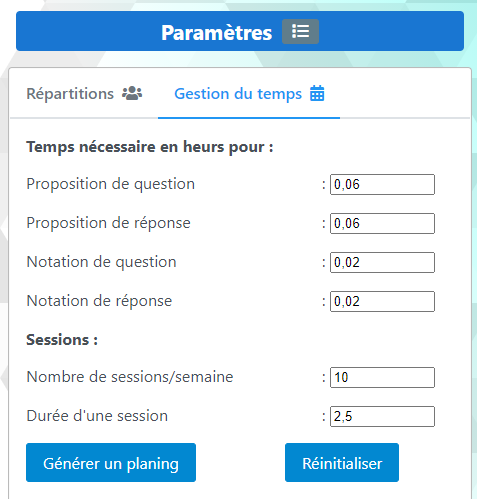 Paramètres
Répartitions Gestion du temps
Temps nécessaire en heurs pour :
Proposition de question : 0,06
Proposition de réponse : 0,06
Notation de question : 0,02
Notation de réponse : 0,02
Sessions :
Nombre de sessions/semaine : 10
Durée d'une session : 2,5
Générer un planing Réinitialiser